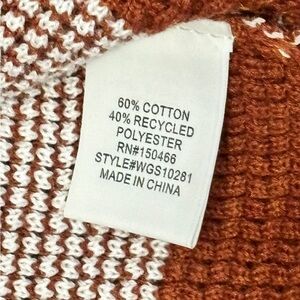 60% COTTON
40% RECYCLED
POLYESTER
RN#150466
STYLE#WGS10281
MADE IN CHINA